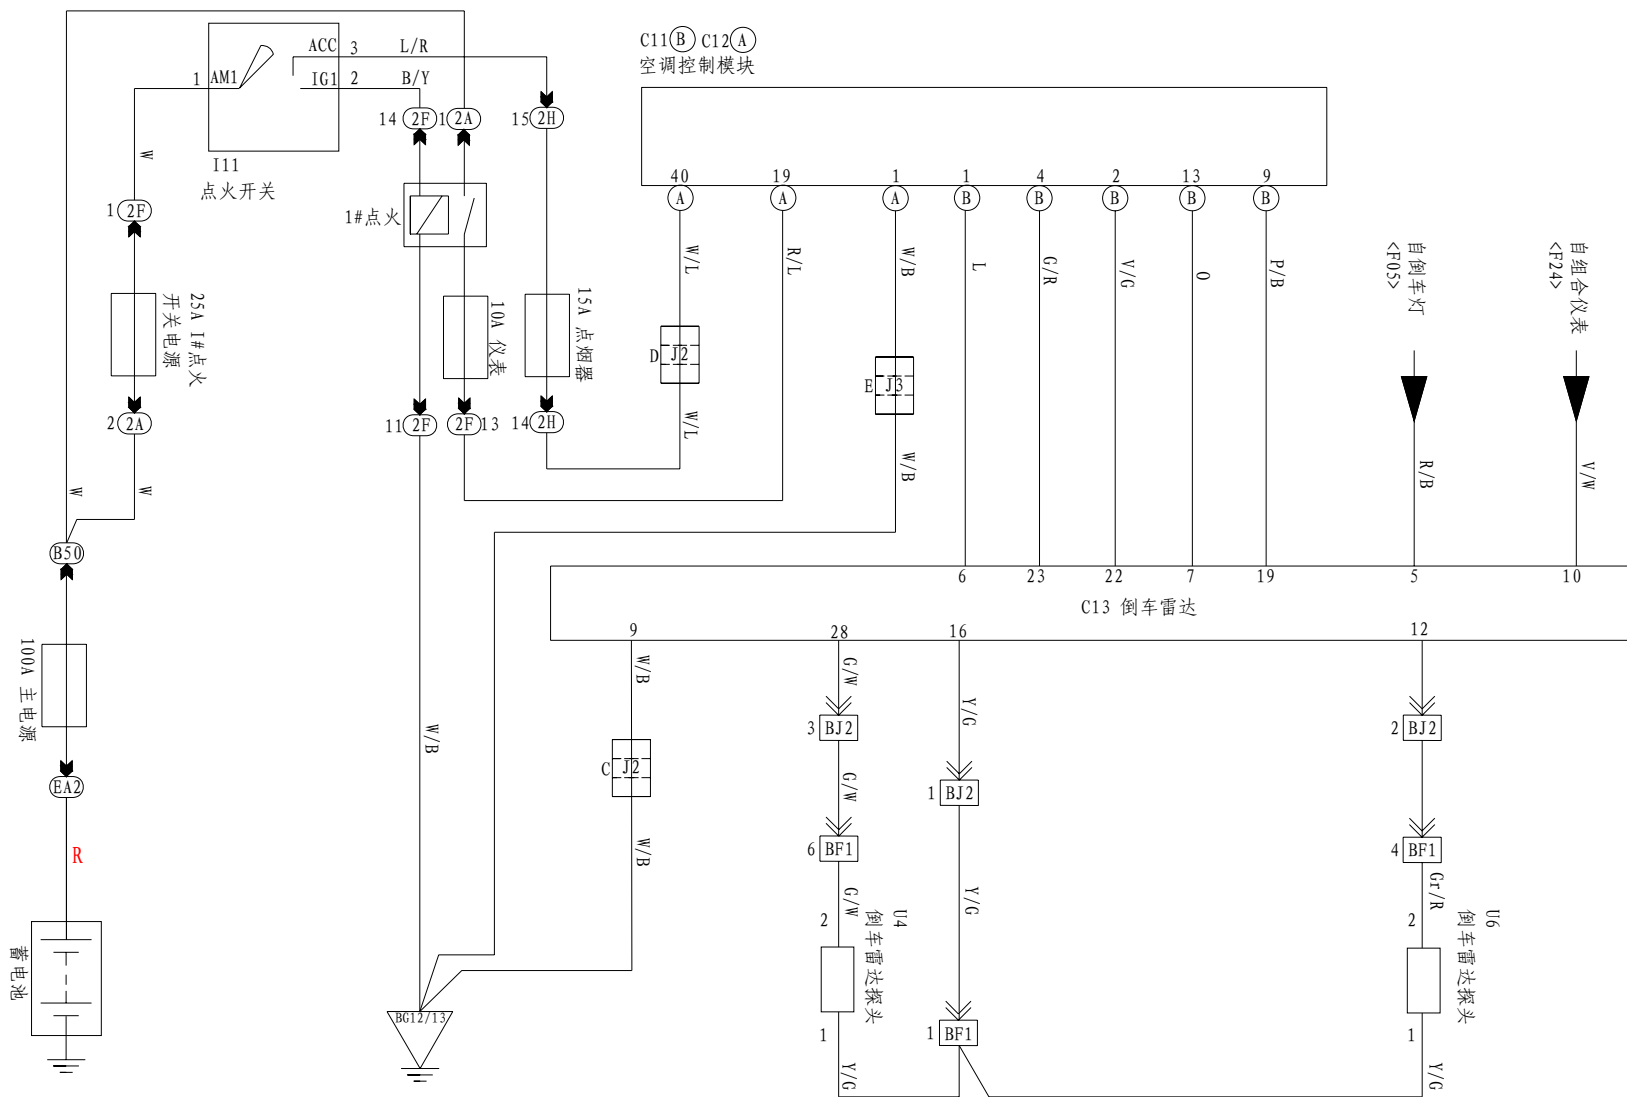 C11 B C12 A
空调控制模块
ACC 3 L/R
1 AM1
IG1 2 B/Y
I11
点火开关
14 2F
1 2A
15 2H
W
1 2F
1#点火
25A I#点火
开关电源
10A 仪表
15A 点烟器
2 2A
11 2F
2F 13
14 2H
W
W
B50
100A 主电源
EA2
R
蓄电池
40 19 1 1 4 2 13 9
A A A B B B B B
W/L
R/L
W/B
L
G/R
V/G
O
P/B
自倒车灯
<F05>
自组合仪表
<F24>
D J2
E J3
W/L
W/B
R/B
V/W
6 23 22 7 19 5 10
C13 倒车雷达
9 28 16 12
W/B
G/W
Y/G
W/B
3 BJ2
1 BJ2
2 BJ2
C J2
G/W
W/B
Y/G
6 BF1
4 BF1
G/W
Gr/R
2
U4
倒车雷达探头
2
U6
倒车雷达探头
BG12/13
1
1 BF1
1
Y/G
Y/G